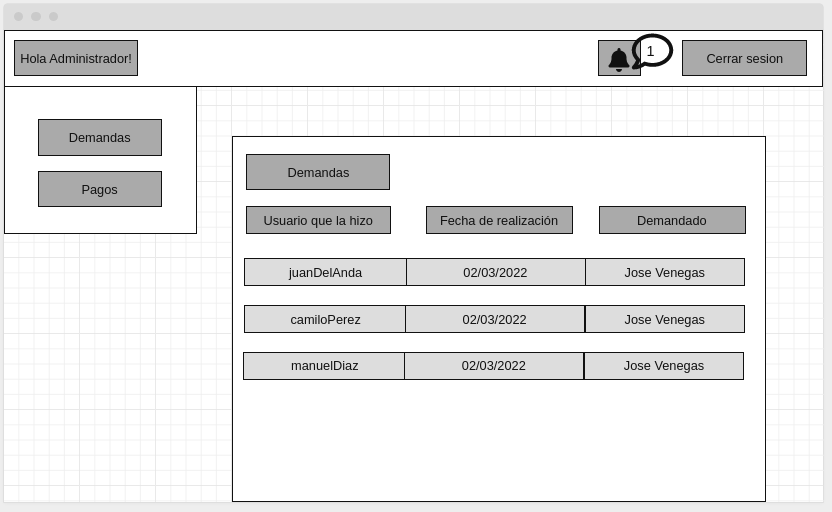 Hola Administrador!
1
Cerrar sesion
Demandas
Pagos
Demandas
Usuario que la hizo Fecha de realización Demandado
juanDelAnda 02/03/2022 Jose Venegas
camiloPerez 02/03/2022 Jose Venegas
manuelDiaz 02/03/2022 Jose Venegas